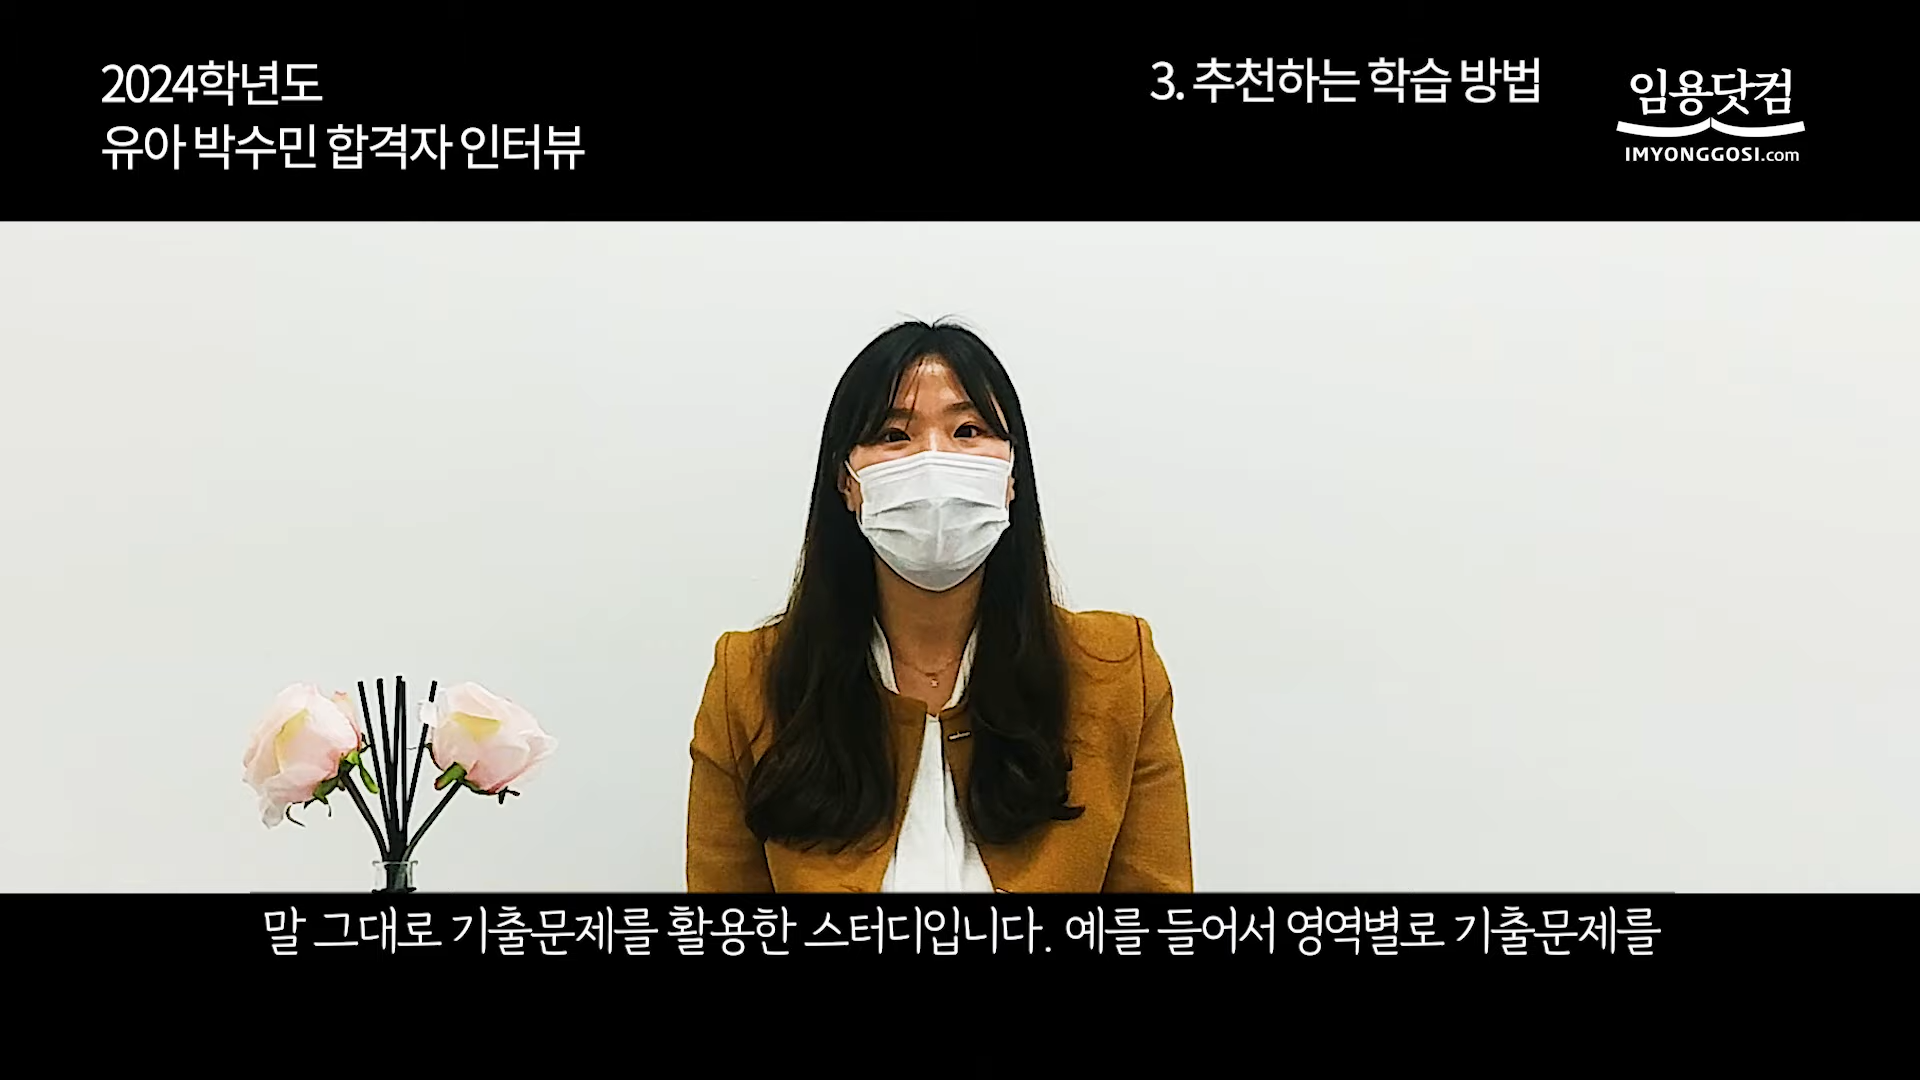 2024학년도
유아 박수민 합격자 인터뷰
3. 추천하는 학습 방법
임용닷컴
IMYONGGOSI.com
말 그대로 기출문제를 활용한 스터디입니다. 예를 들어서 영역별로 기출문제를